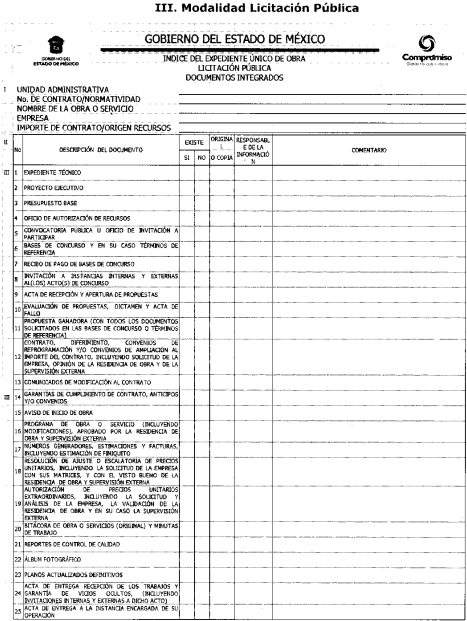 III. Modalidad Licitación Pública
GOBIERNO DEL ESTADO DE MÉXICO
GOBIERNO DEL
ESTADO DE MÉXICO
INDICE DEL EXPEDIENTE ÚNICO DE OBRA
LICITACIÓN PÚBLICA
DOCUMENTOS INTEGRADOS
Compromiso
I UNIDAD ADMINISTRATIVA
No. DE CONTRATO/NORMATIVIDAD
NOMBRE DE LA OBRA O SERVICIO
EMPRESA
IMPORTE DE CONTRATO/ORIGEN RECURSOS
II No DESCRIPCIÓN DEL DOCUMENTO EXISTE SI NO ORIGINA L O COPIA RESPONSABL E DE LA INFORMACIÓ N COMENTARIO
III 1 EXPEDIENTE TÉCNICO
2 PROYECTO EJECUTIVO
3 PRESUPUESTO BASE
4 OFICIO DE AUTORIZACIÓN DE RECURSOS
5 CONVOCATORIA PUBLICA U OFICIO DE INVITACIÓN A
PARTICIPAR
6 BASES DE CONCURSO Y EN SU CASO TÉRMINOS DE
REFERENCIA
7 RECIBO DE PAGO DE BASES DE CONCURSO
8 INVITACIÓN A INSTANCIAS INTERNAS Y EXTERNAS
AL(LOS) ACTO(S) DE CONCURSO
9 ACTA DE RECEPCIÓN Y APERTURA DE PROPUESTAS
10 EVALUACIÓN DE PROPUESTAS, DICTAMEN Y ACTA DE
FALLO
11 PROPUESTA GANADORA (CON TODOS LOS DOCUMENTOS
SOLICITADOS EN LAS BASES DE CONCURSO O TÉRMINOS
DE REFERENCIA)
12 CONTRATO, DIFERIMIENTO, CONVENIOS DE
REPROGRAMACIÓN Y/O CONVENIOS DE AMPLIACIÓN AL
IMPORTE DEL CONTRATO, INCLUYENDO SOLICITUD DE LA
EMPRESA, OPINIÓN DE LA RESIDENCIA DE OBRA Y DE LA
SUPERVISIÓN EXTERNA
13 COMUNICADOS DE MODIFICACIÓN AL CONTRATO
III 14 GARANTÍAS DE CUMPLIMIENTO DE CONTRATO, ANTICIPOS
Y/O CONVENIOS
15 AVISO DE INICIO DE OBRA
16 PROGRAMA DE OBRA O SERVICIO (INCLUYENDO
MODIFICACIONES), APROBADO POR LA RESIDENCIA DE
OBRA Y SUPERVISIÓN EXTERNA
17 NÚMEROS GENERADORES, ESTIMACIONES Y FACTURAS,
INCLUYENDO ESTIMACIÓN DE FINIQUITO
18 RESOLUCIÓN DE AJUSTE O ESCALATORIA DE PRECIOS
UNITARIOS, INCLUYENDO LA SOLICITUD DE LA EMPRESA
CON SUS MATRICES, Y CON EL VISTO BUENO DE LA
RESIDENCIA DE OBRA Y SUPERVISIÓN EXTERNA
19 AUTORIZACIÓN DE PRECIOS UNITARIOS
EXTRAORDINARIOS, INCLUYENDO LA SOLICITUD Y
ANÁLISIS DE LA EMPRESA, LA VALIDACIÓN DE LA
RESIDENCIA DE OBRA Y EN SU CASO LA SUPERVISIÓN
EXTERNA
20 BITÁCORA DE OBRA O SERVICIOS (ORIGINAL) Y MINUTAS
DE TRABAJO
21 REPORTES DE CONTROL DE CALIDAD
22 ÁLBUM FOTOGRÁFICO
23 PLANOS ACTUALIZADOS DEFINITIVOS
24 ACTA DE ENTREGA RECEPCIÓN DE LOS TRABAJOS Y
GARANTÍA DE VICIOS OCULTOS, (INCLUYENDO
INVITACIONES INTERNAS Y EXTERNAS A DICHO ACTO)
25 ACTA DE ENTREGA A LA INSTANCIA ENCARGADA DE SU
OPERACIÓN